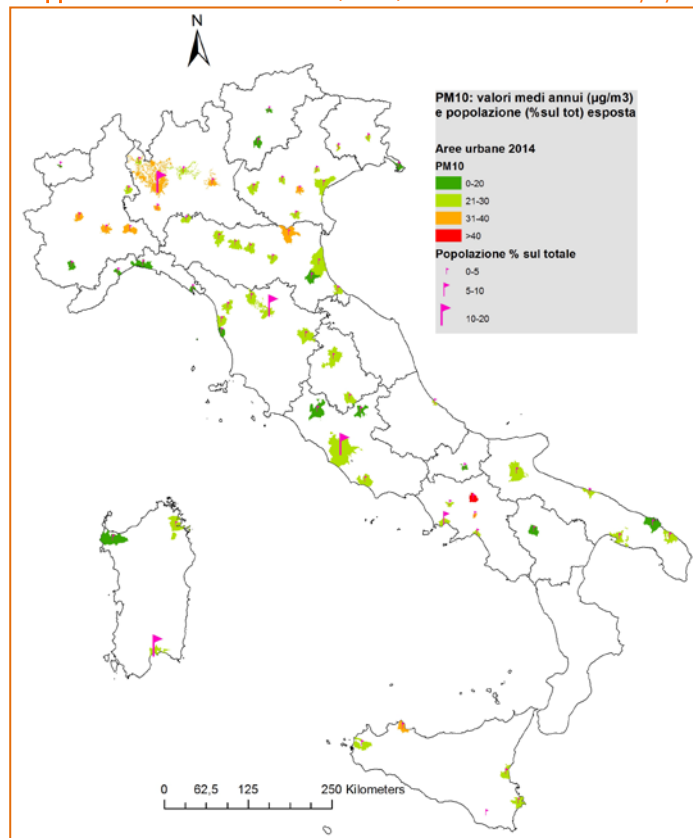 N
PM10: valori medi annui (µg/m3)
e popolazione (%sul tot) esposta
Aree urbane 2014
PM10
0-20
21-30
31-40
>40
Popolazione % sul totale
0-5
5-10
10-20
0 62,5 125 250 Kilometers